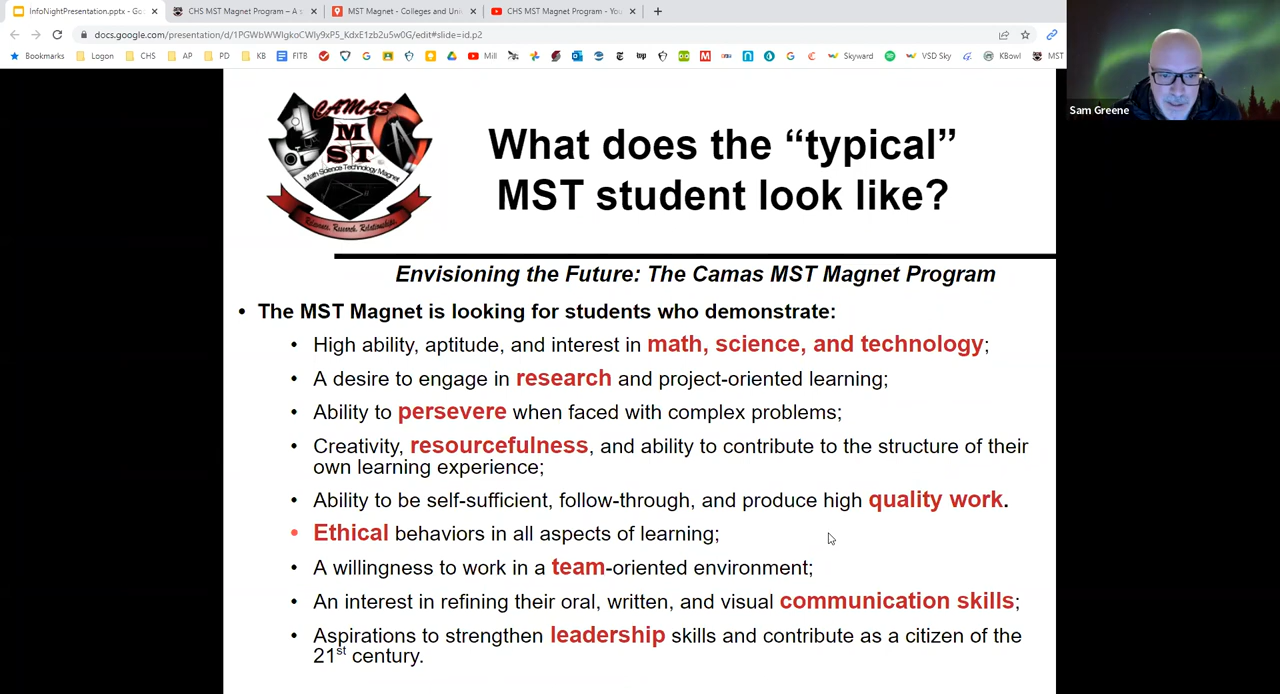 InfoNightPresentation.pptx - Go
CHS MST Magnet Program – A s
MST Magnet - Colleges and Uni
CHS MST Magnet Program - You
docs.google.com/presentation/d/1PGWbWWIgkoCWIy9xP5_KdxE1zb2u5w0G/edit#slide=id.p2
Bookmarks Logon CHS AP PD KB FITB Mill Skyward VSD Sky KBowl MST
Sam Greene
CAMAS
M
ST
Math Science Technology Magnet
What does the “typical”
MST student look like?
Envisioning the Future: The Camas MST Magnet Program
• The MST Magnet is looking for students who demonstrate:
• High ability, aptitude, and interest in math, science, and technology;
• A desire to engage in research and project-oriented learning;
• Ability to persevere when faced with complex problems;
• Creativity, resourcefulness, and ability to contribute to the structure of their
own learning experience;
• Ability to be self-sufficient, follow-through, and produce high quality work.
• Ethical behaviors in all aspects of learning;
• A willingness to work in a team-oriented environment;
• An interest in refining their oral, written, and visual communication skills;
• Aspirations to strengthen leadership skills and contribute as a citizen of the
21st century.